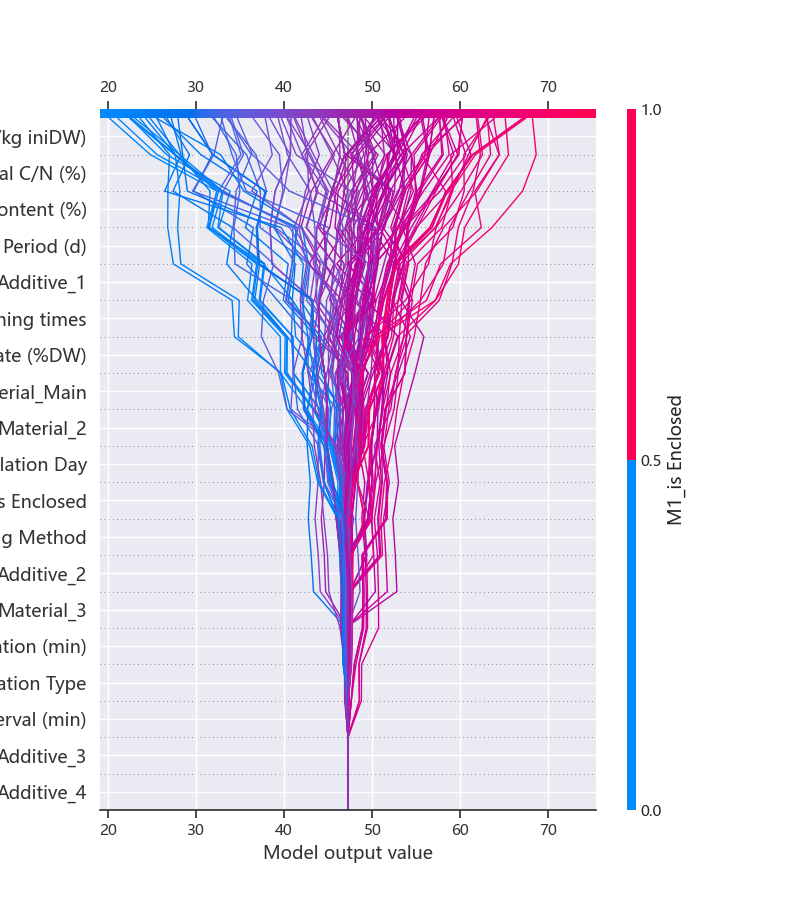 20 30 40 50 60 70
/kg iniDW)
al C/N (%)
ontent (%)
Period (d)
Additive_1
ning times
ate (%DW)
erial_Main
Material_2
lation Day
s Enclosed
g Method
Additive_2
Material_3
ation (min)
ation Type
erval (min)
Additive_3
Additive_4
20 30 40 50 60 70
Model output value
1.0
0.5
0.0
M1_is Enclosed